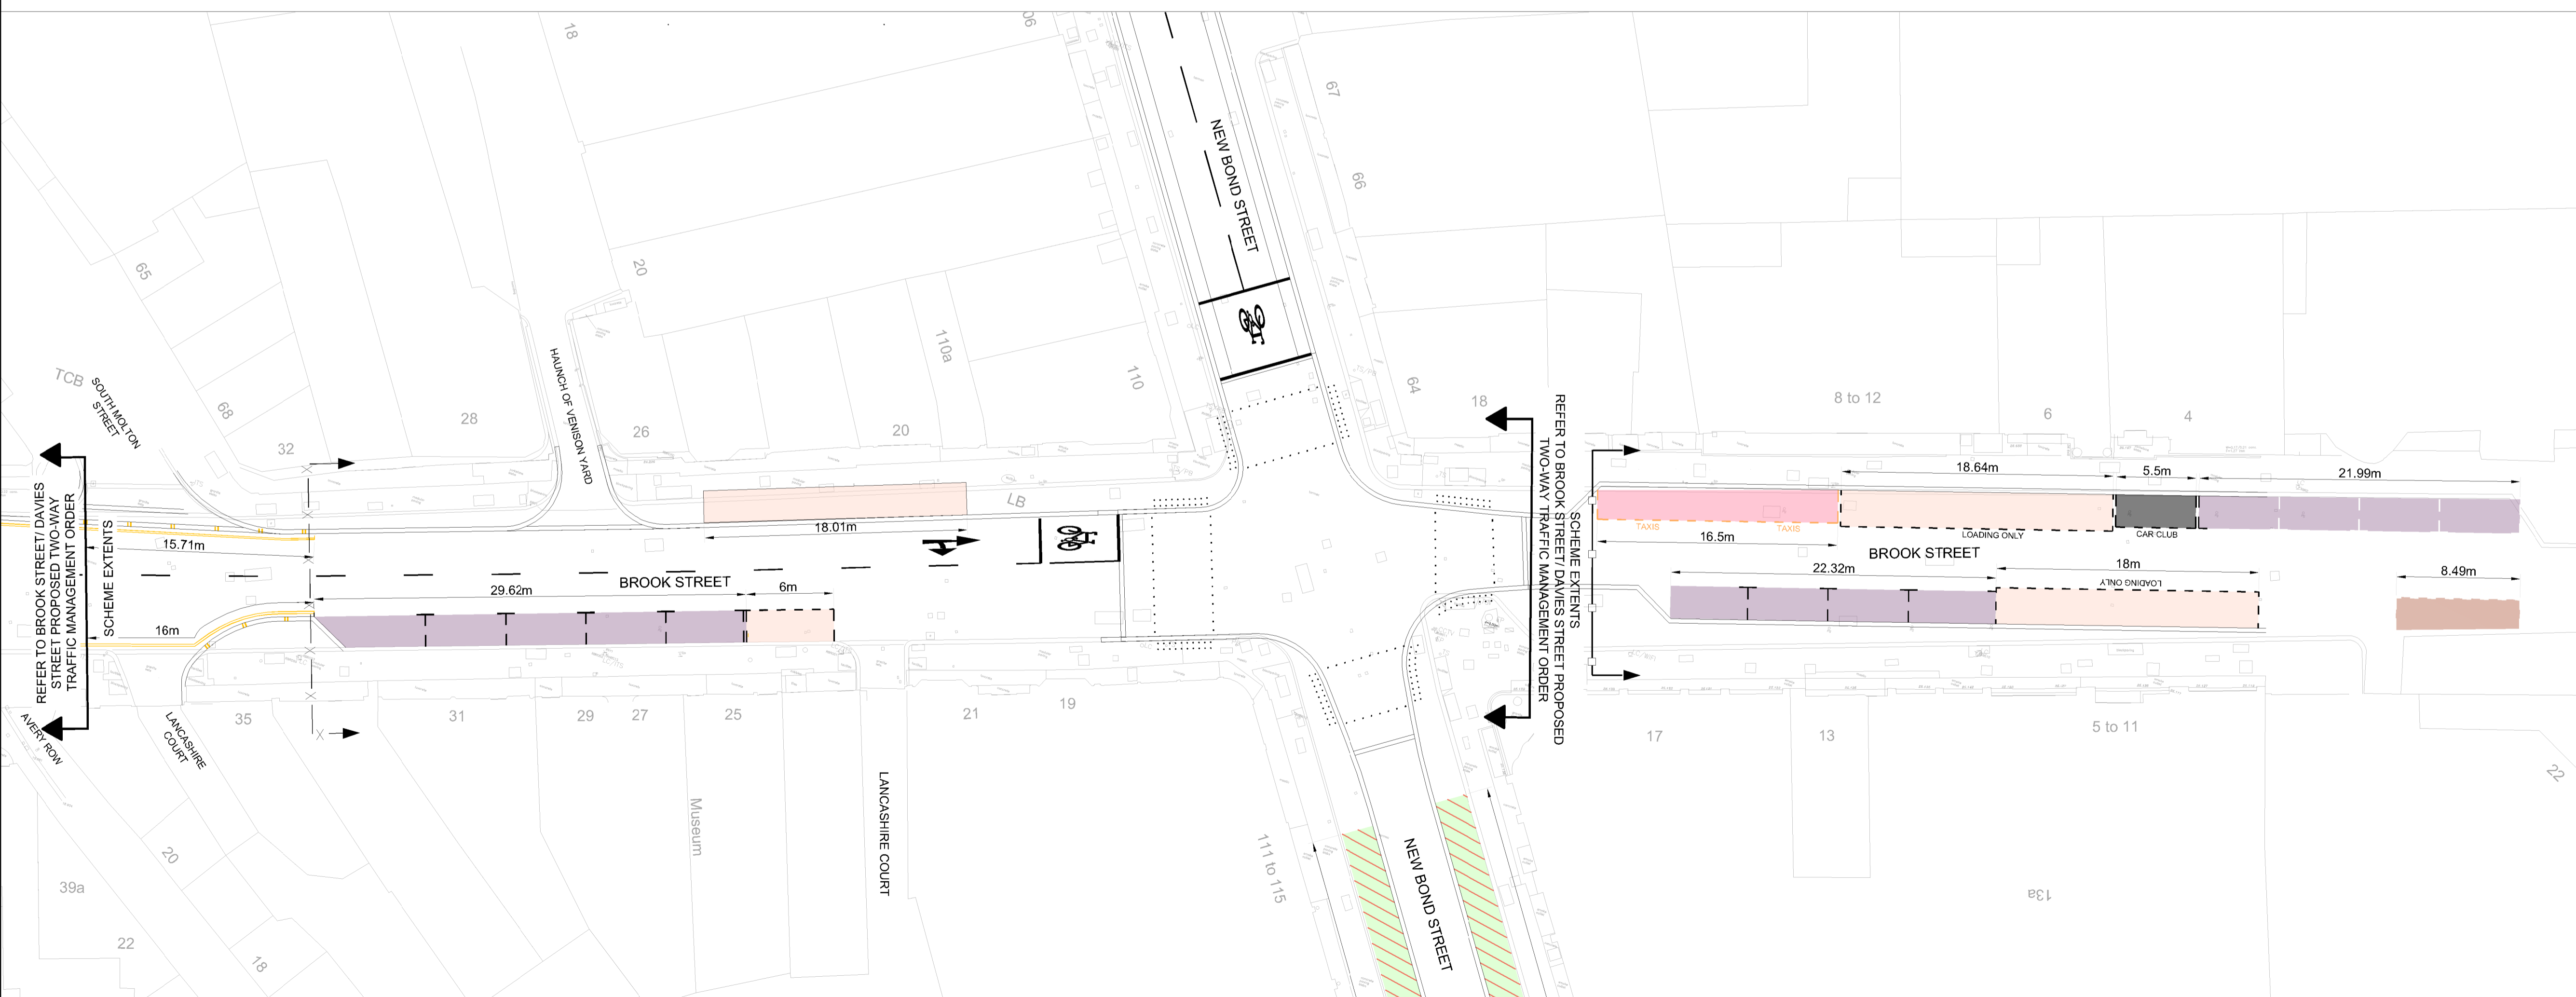 18
06
67
NEW BOND STREET
66
65
20
110a
110
64
18
TCB
SOUTH MOLTON
STREET
68
32
28
HAUNCH OF VENISON YARD
26
20
LB
8 to 12
6
4
REFER TO BROOK STREET/ DAVIES
STREET PROPOSED TWO-WAY
TRAFFIC MANAGEMENT ORDER
SCHEME EXTENTS
15.71m
16m
18.01m
BROOK STREET
29.62m
6m
SCHEME EXTENTS
REFER TO BROOK STREET/ DAVIES STREET PROPOSED
TWO-WAY TRAFFIC MANAGEMENT ORDER
18.64m
5.5m
21.99m
TAXIS
TAXIS
16.5m
LOADING ONLY
CAR CLUB
BROOK STREET
22.32m
18m
LOADING ONLY
8.49m
AVERY ROW
LANCASHIRE
COURT
35
31
29
27
25
21
19
17
13
5 to 11
22
Museum
LANCASHIRE COURT
111 to 115
NEW BOND STREET
13a
20
39a
22
18